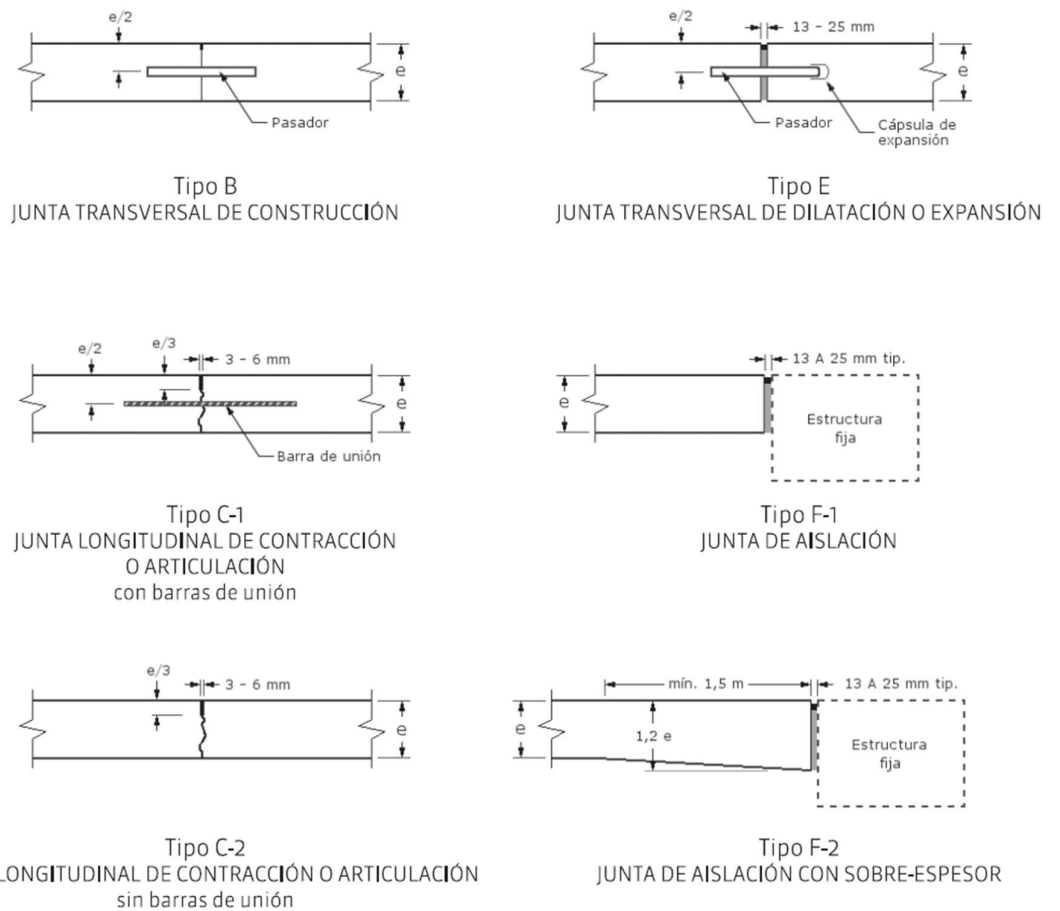 e/2
e
Pasador
Tipo B
JUNTA TRANSVERSAL DE CONSTRUCCIÓN
e/2
13 - 25 mm
e
Pasador
Cápsula de
expansión
Tipo E
JUNTA TRANSVERSAL DE DILATACIÓN O EXPANSIÓN
e/2
e/3
3 - 6 mm
e
Barra de unión
Tipo C-1
JUNTA LONGITUDINAL DE CONTRACCIÓN
O ARTICULACIÓN
con barras de unión
13 A 25 mm tip.
e
Estructura
fija
Tipo F-1
JUNTA DE AISLACIÓN
e/3
3 - 6 mm
e
Tipo C-2
LONGITUDINAL DE CONTRACCIÓN O ARTICULACIÓN
sin barras de unión
mín. 1,5 m
13 A 25 mm tip.
e
1,2 e
Estructura
fija
Tipo F-2
JUNTA DE AISLACIÓN CON SOBRE-ESPESOR